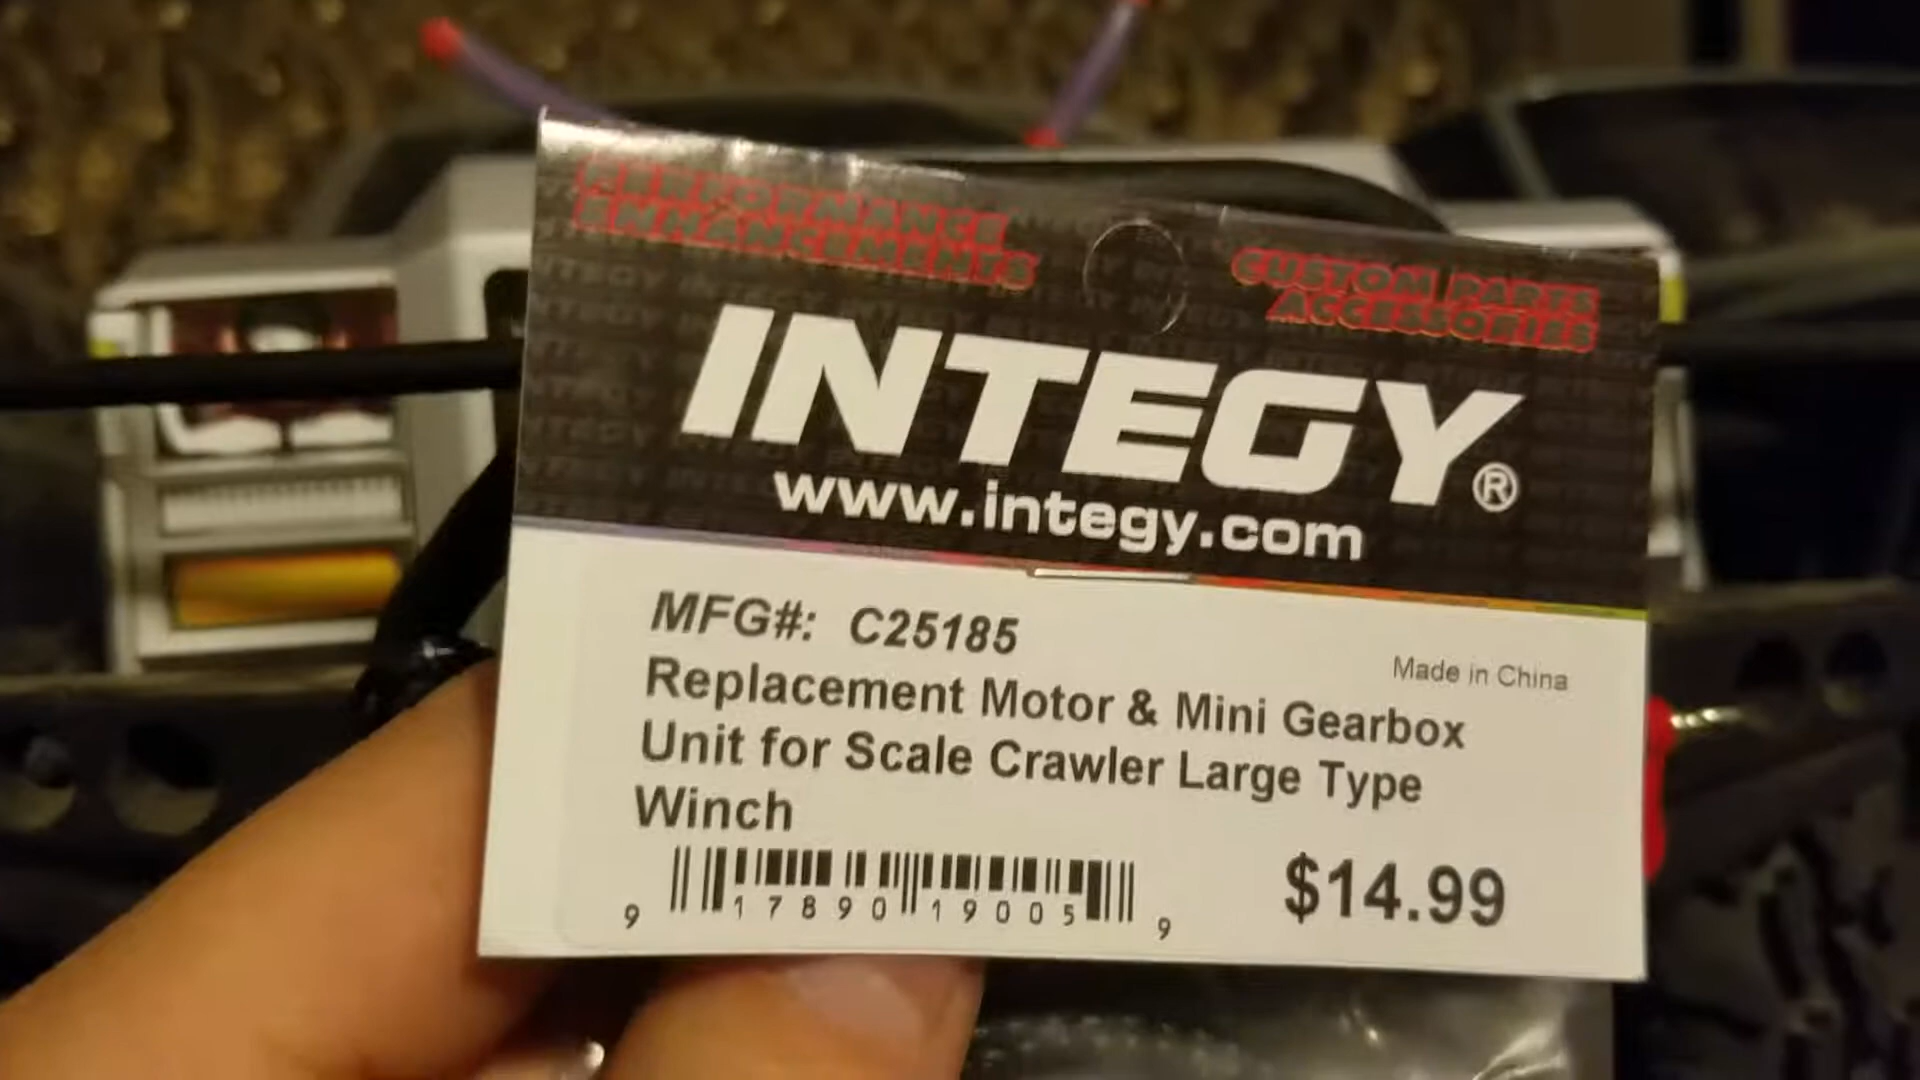 PERFORMANCE
ENHANCEMENTS
CUSTOM PARTS
ACCESSORIES
INTEGY®
www.integy.com
MFG#: C25185
Made in China
Replacement Motor & Mini Gearbox
Unit for Scale Crawler Large Type
Winch
9 17890 19005 9
$14.99